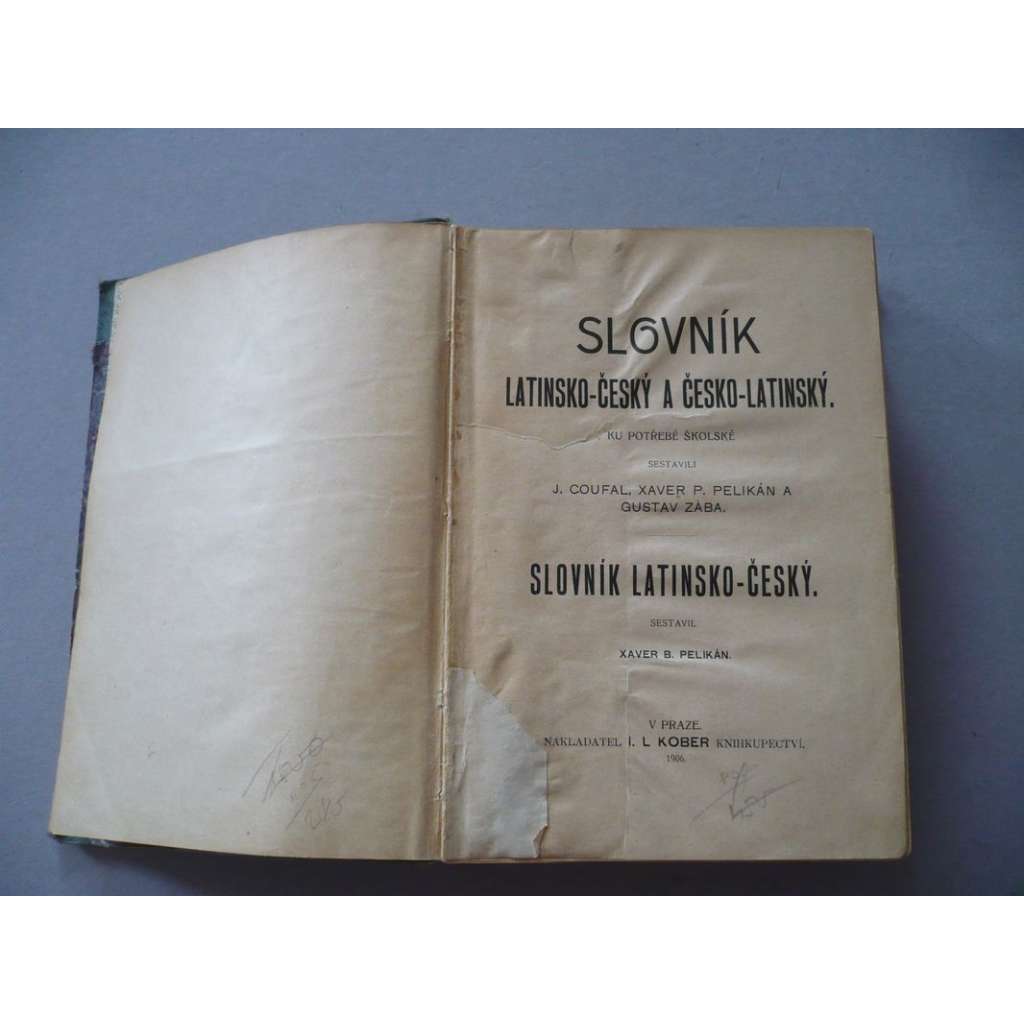 SLOVNÍK
LATINSKO-ČESKÝ A ČESKO-LATINSKÝ.
KU POTŘEBĚ ŠKOLSKÉ
SESTAVILI
J. COUFAL, XAVER P. PELIKÁN A
GUSTAV ZÁBA.
SLOVNÍK LATINSKO-ČESKÝ.
SESTAVIL
XAVER B. PELIKÁN.
V PRAZE.
NAKLADATEL I. L KOBER KNIHKUPECTVÍ.
1906.